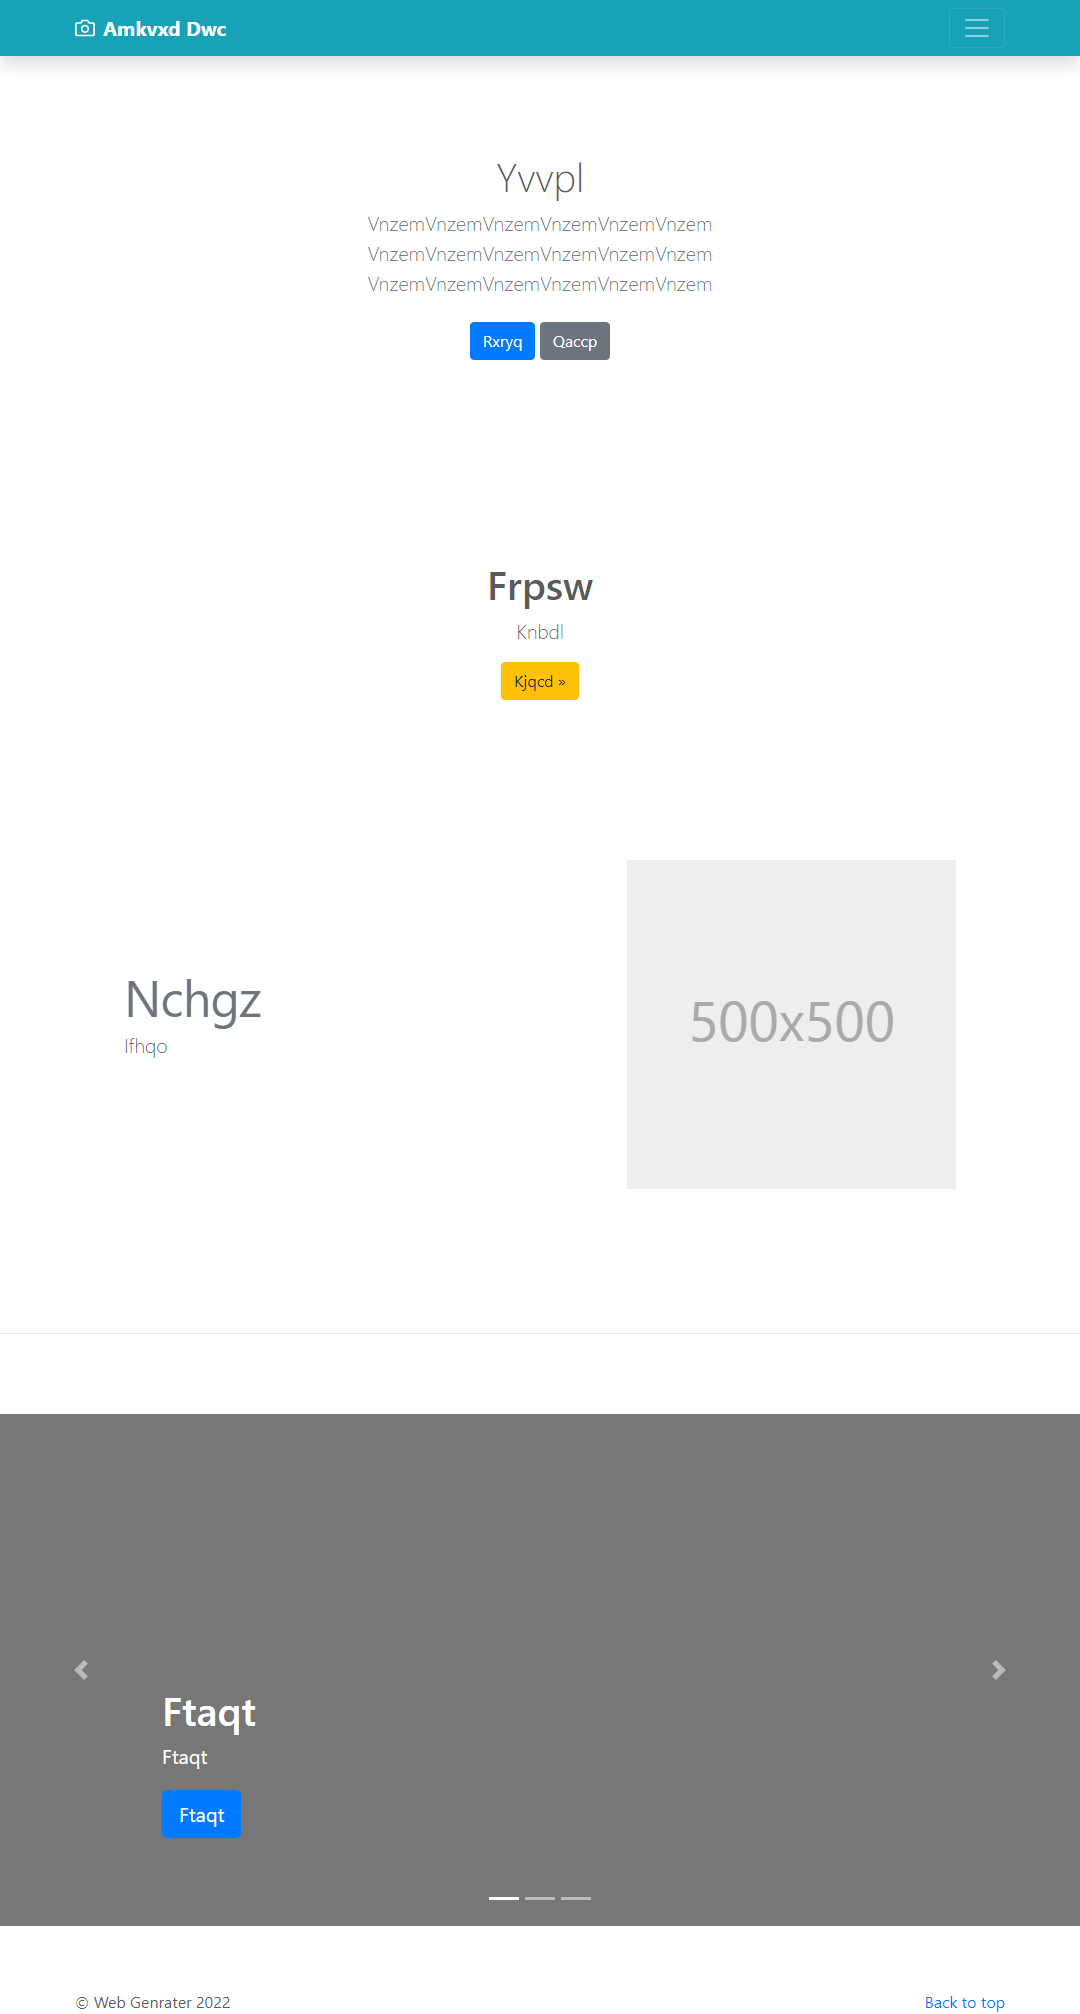 Amkvxd Dwc
Yvvpl
VnzemVnzemVnzemVnzemVnzemVnzem
VnzemVnzemVnzemVnzemVnzemVnzem
VnzemVnzemVnzemVnzemVnzemVnzem
Rxryq Qaccp
Frpsw
Knbdl
Kjqcd »
Nchgz
Ifhqo
500x500
Ftaqt
Ftaqt
Ftaqt
© Web Genrater 2022
Back to top